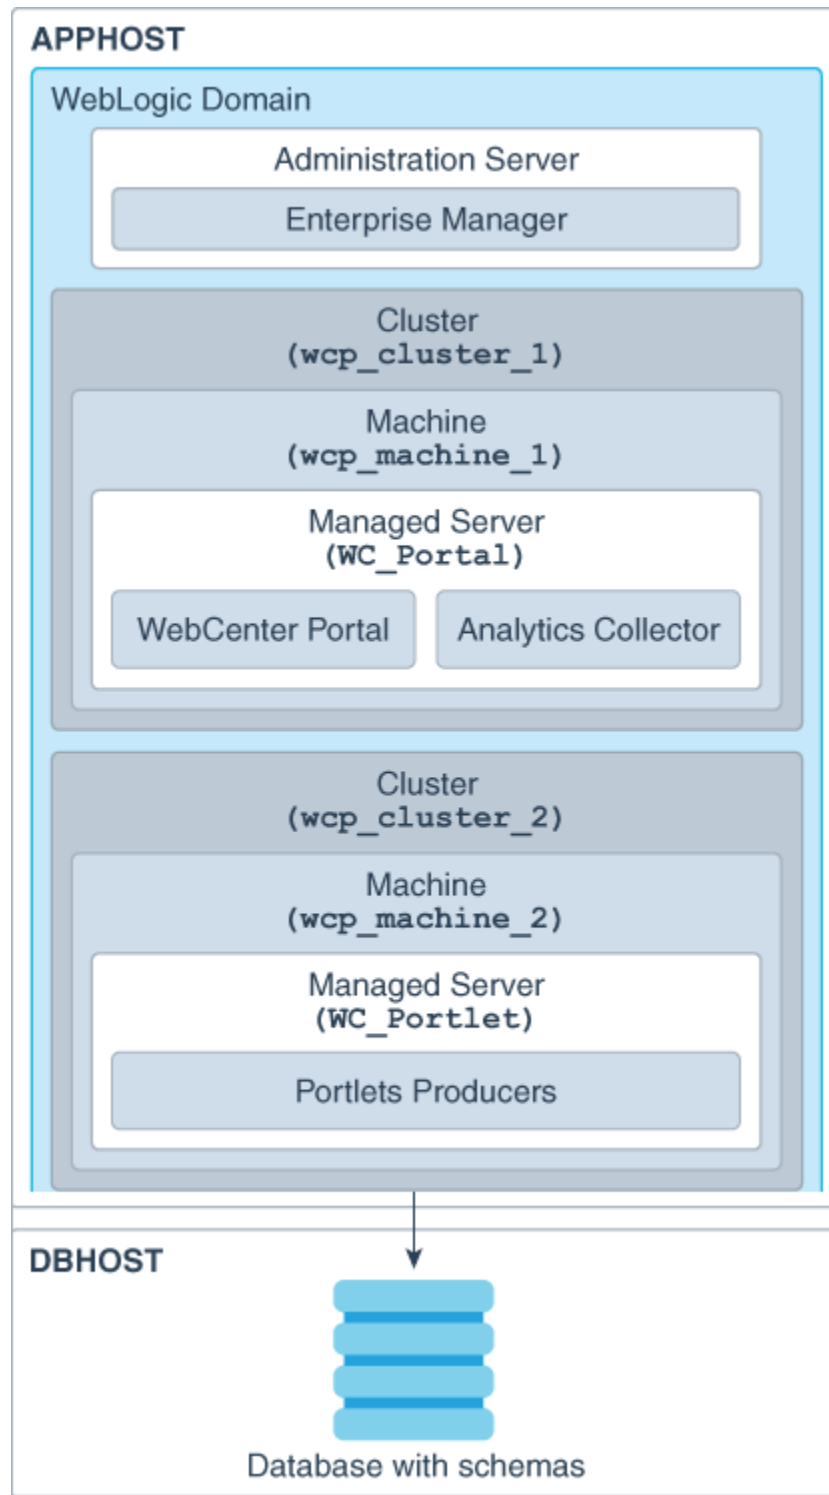 APPHOST
WebLogic Domain
Administration Server
Enterprise Manager
Cluster
(wcp_cluster_1)
Machine
(wcp_machine_1)
Managed Server
(WC_Portal)
WebCenter Portal
Analytics Collector
Cluster
(wcp_cluster_2)
Machine
(wcp_machine_2)
Managed Server
(WC_Portlet)
Portlets Producers
DBHOST
Database with schemas